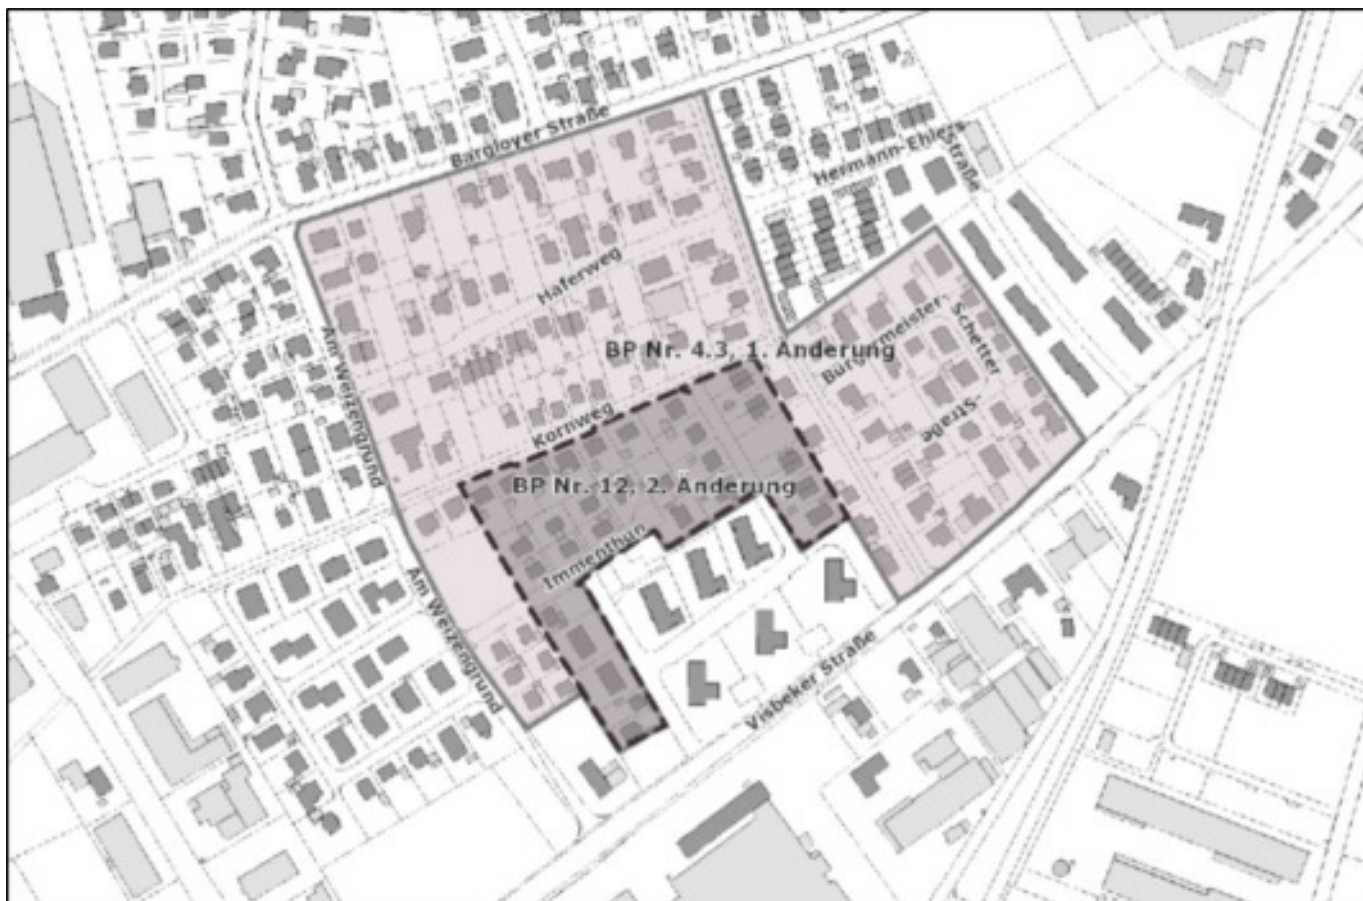 Bargloyer Straße
Hermann-Ehlers
Straße
Haferweg
Am Weizengrund
Bürgermeister-
Schetter
-straße
BP Nr. 4.3, 1. Änderung
Kornweg
BP Nr. 12, 2. Änderung
Immenthun
Am Weizengrund
Visbeker Straße